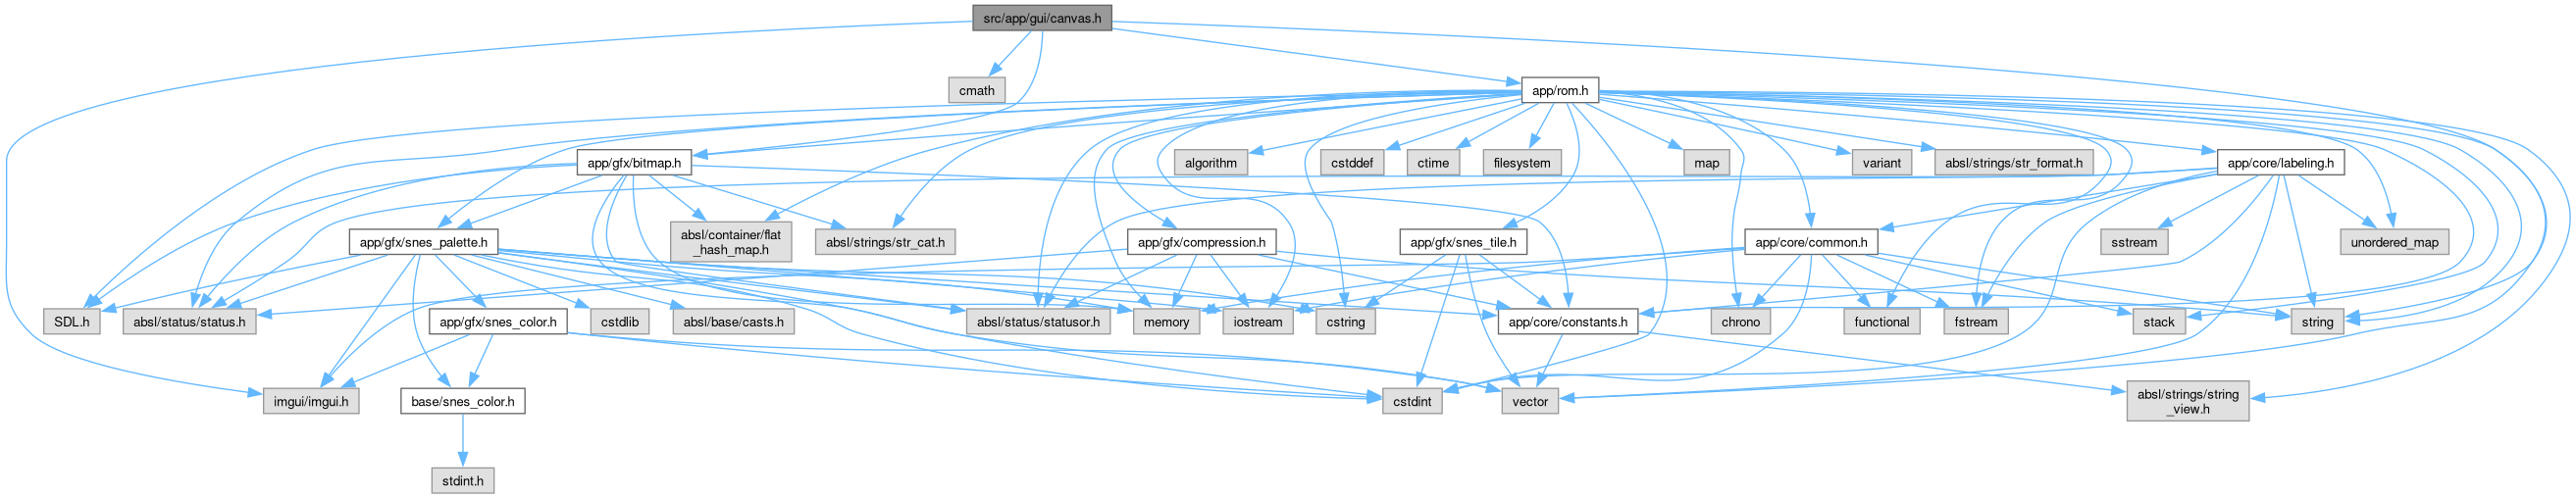 src/app/gui/canvas.h
cmath
app/rom.h
app/gfx/bitmap.h
algorithm
cstddef
ctime
filesystem
map
variant
absl/strings/str_format.h
app/core/labeling.h
app/gfx/snes_palette.h
absl/container/flat
_hash_map.h
absl/strings/str_cat.h
app/gfx/compression.h
app/gfx/snes_tile.h
app/core/common.h
sstream
unordered_map
SDL.h
absl/status/status.h
app/gfx/snes_color.h
cstdlib
absl/base/casts.h
absl/status/statusor.h
memory
iostream
cstring
app/core/constants.h
chrono
functional
fstream
stack
string
imgui/imgui.h
base/snes_color.h
cstdint
vector
absl/strings/string
_view.h
stdint.h